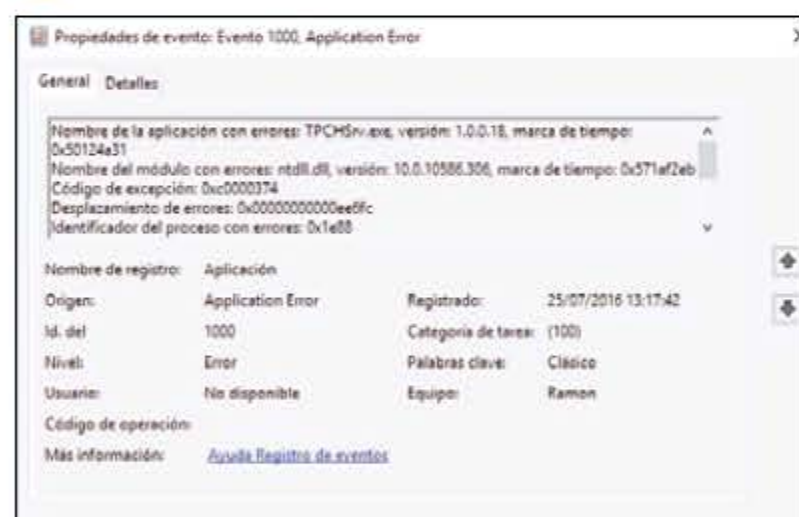 Propiedades de evento: Evento 1000, Application Error
General Detalles
Nombre de la aplicación con errores: TPCHSrv.exe, versión: 1.0.0.18, marca de tiempo:
0x50124a31
Nombre del módulo con errores: ntdll.dll, versión: 10.0.10586.306, marca de tiempo: 0x571af2eb
Código de excepción: 0xc0000374
Desplazamiento de errores: 0x00000000000ee6fc
Identificador del proceso con errores: 0x1e88
Nombre de registro: Aplicación
Origen: Application Error Registrado: 25/07/2016 13:17:42
Id. del 1000 Categoría de tarea: (100)
Nivel: Error Palabras clave: Clásico
Usuario: No disponible Equipo: Ramon
Código de operación:
Más información: Ayuda Registro de eventos